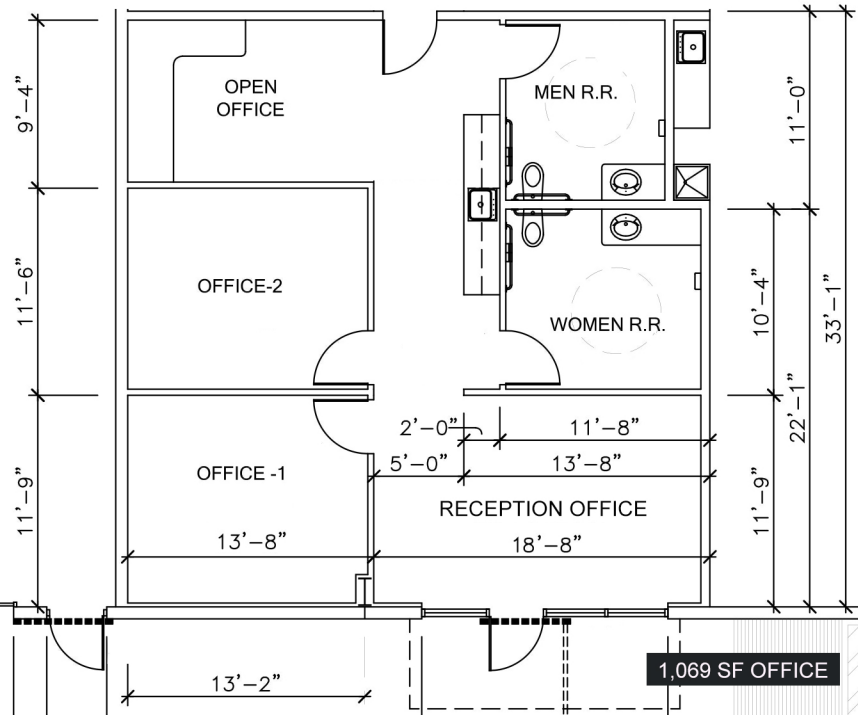 OPEN
OFFICE
MEN R.R.
9'-4"
11'-0"
OFFICE-2
11'-6"
WOMEN R.R.
10'-4"
33'-1"
22'-1"
2'-0"
11'-8"
5'-0"
13'-8"
OFFICE -1
RECEPTION OFFICE
11'-9"
11'-9"
13'-8"
18'-8"
13'-2"
1,069 SF OFFICE